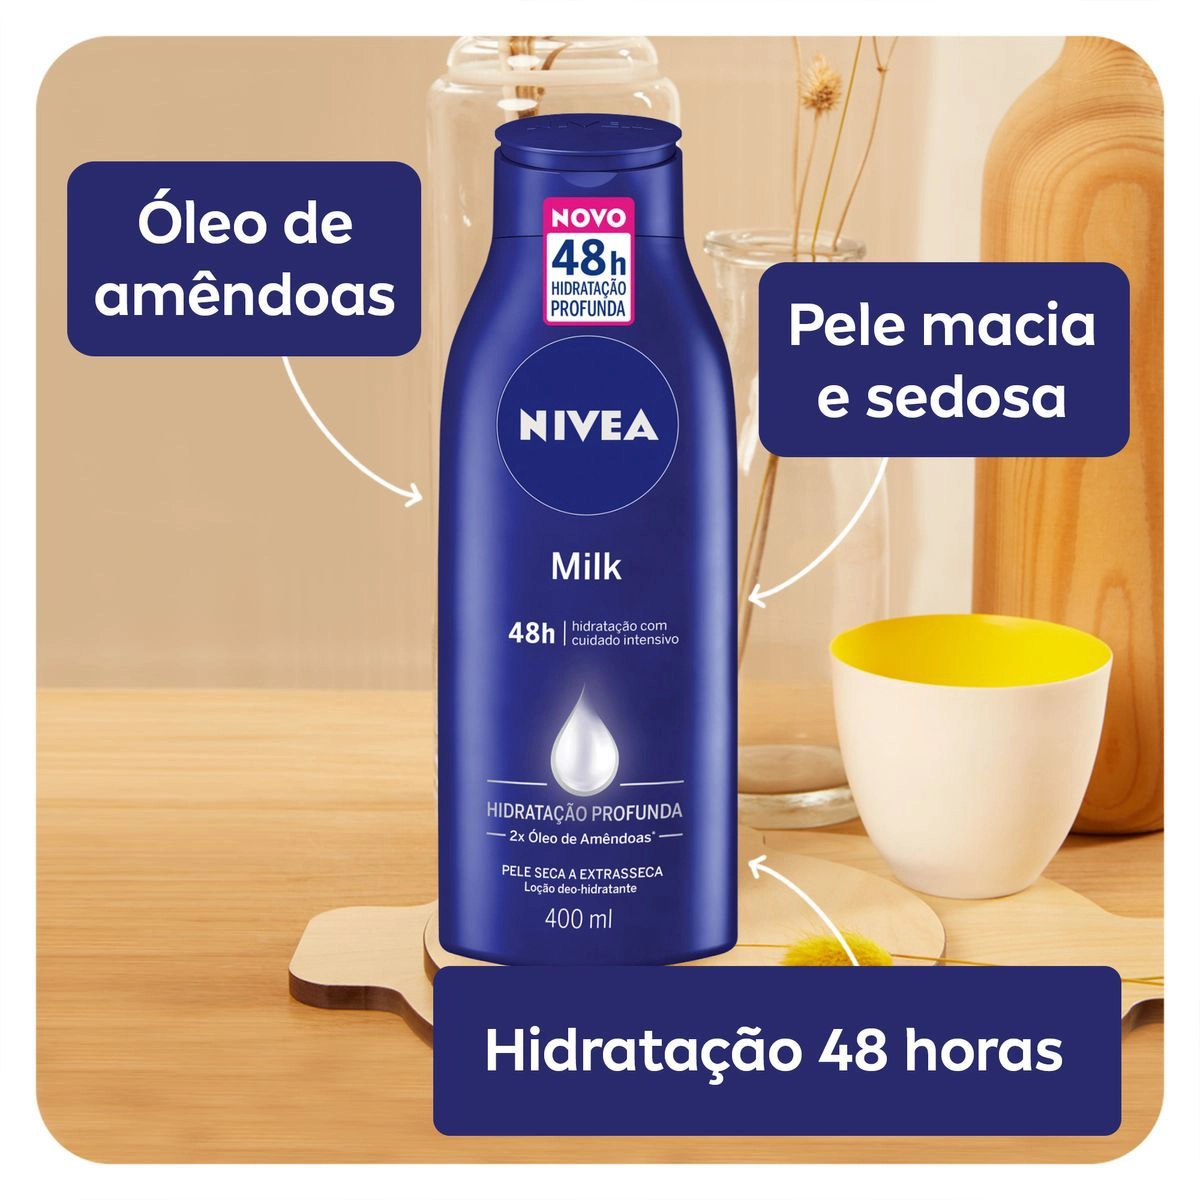 NIVEA
NOVO
48h
HIDRATAÇÃO
PROFUNDA
Óleo de
amêndoas
Pele macia
e sedosa
NIVEA
Milk
48h
hidratação com
cuidado intensivo
HIDRATAÇÃO PROFUNDA
2x Óleo de Amêndoas*
PELE SECA A EXTRASSECA
Loção deo-hidratante
400 ml
Hidratação 48 horas